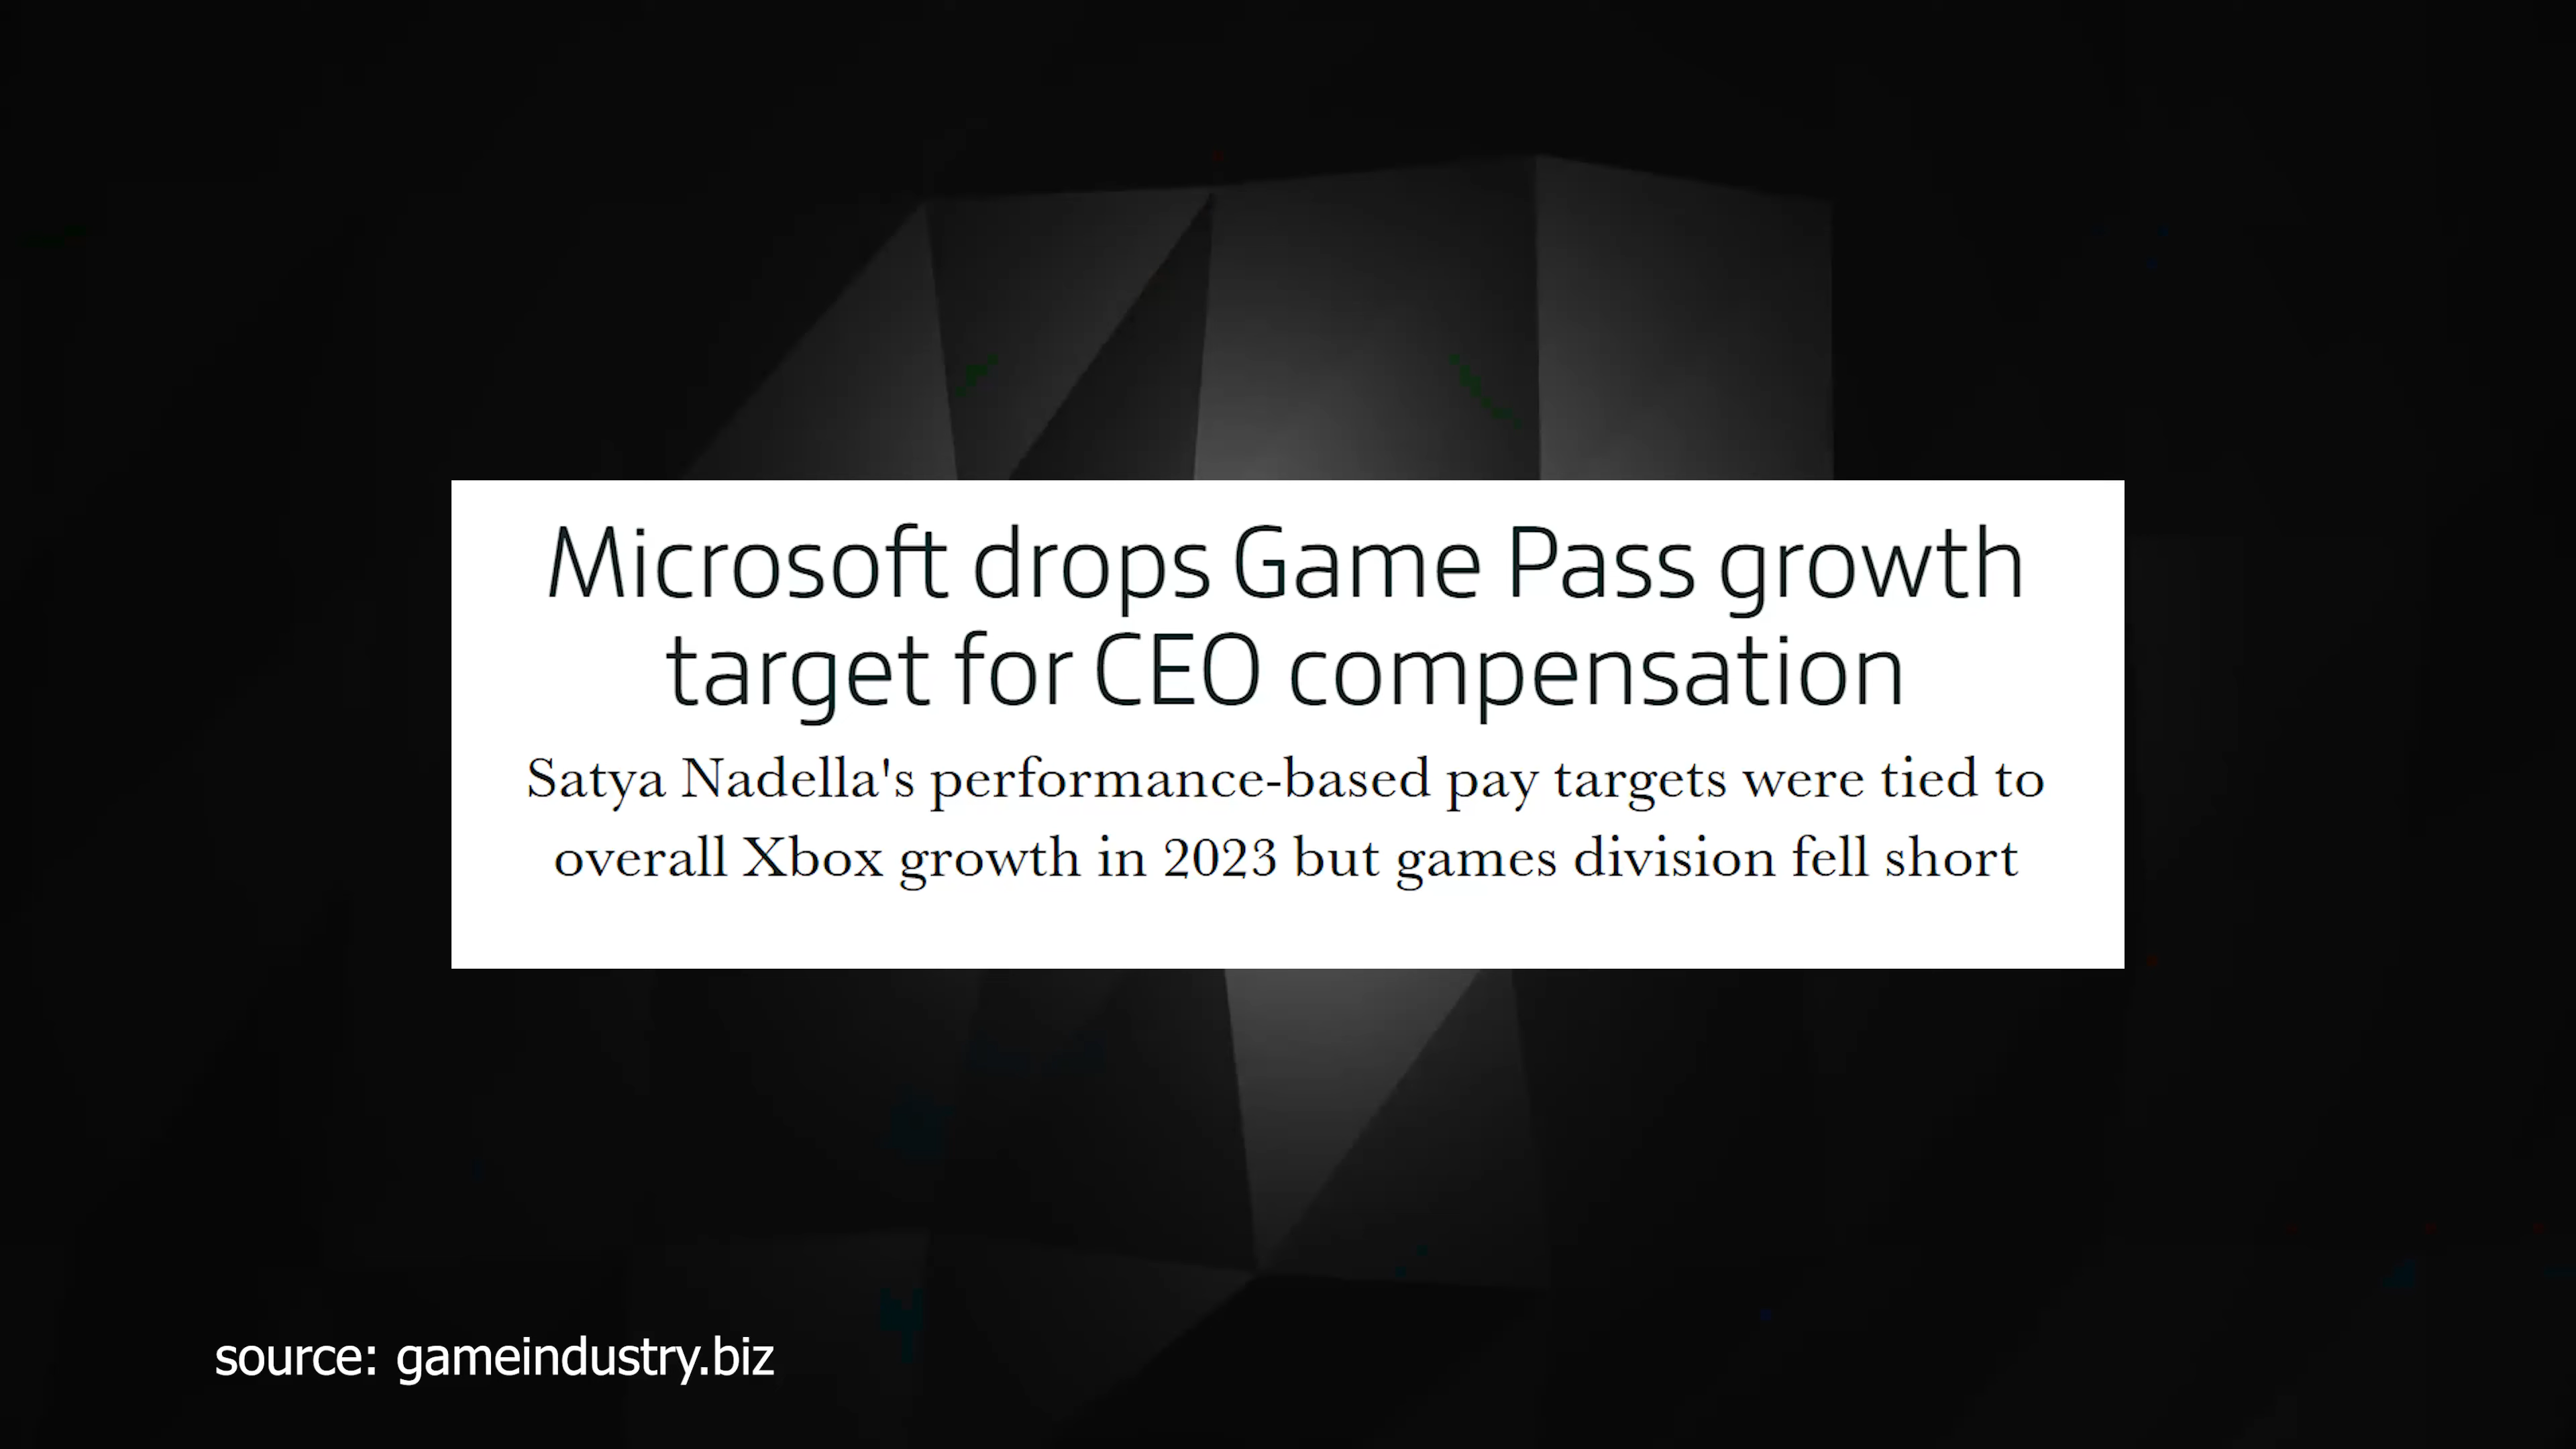 Microsoft drops Game Pass growth
target for CEO compensation
Satya Nadella's performance-based pay targets were tied to
overall Xbox growth in 2023 but games division fell short
source: gameindustry.biz